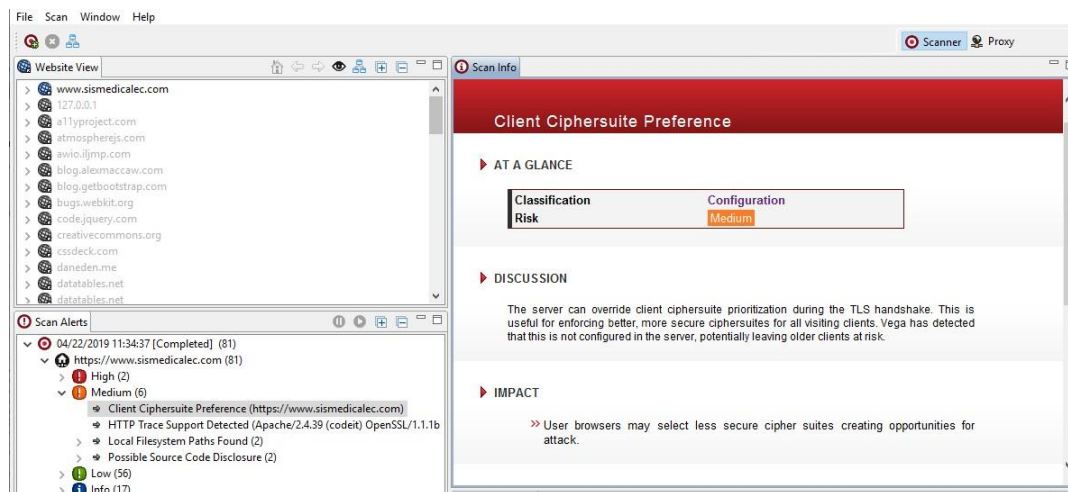 File Scan Window Help
Scanner Proxy
Website View
www.sismedicalec.com
127.0.0.1
a11yproject.com
atmospherejs.com
awio.iljmp.com
blog.alexmaccaw.com
blog.getbootstrap.com
bugs.webkit.org
code.jquery.com
creativecommons.org
cssdeck.com
daneden.me
datatables.net
datatables.net
Scan Alerts
04/22/2019 11:34:37 [Completed] (81)
https://www.sismedicalec.com (81)
High (2)
Medium (6)
Client Ciphersuite Preference (https://www.sismedicalec.com)
HTTP Trace Support Detected (Apache/2.4.39 (codeit) OpenSSL/1.1.1b
Local Filesystem Paths Found (2)
Possible Source Code Disclosure (2)
Low (56)
Info (17)
Scan Info
Client Ciphersuite Preference
AT A GLANCE
Classification Configuration
Risk Medium
DISCUSSION
The server can override client ciphersuite prioritization during the TLS handshake. This is
useful for enforcing better, more secure ciphersuites for all visiting clients. Vega has detected
that this is not configured in the server, potentially leaving older clients at risk.
IMPACT
» User browsers may select less secure cipher suites creating opportunities for
attack.